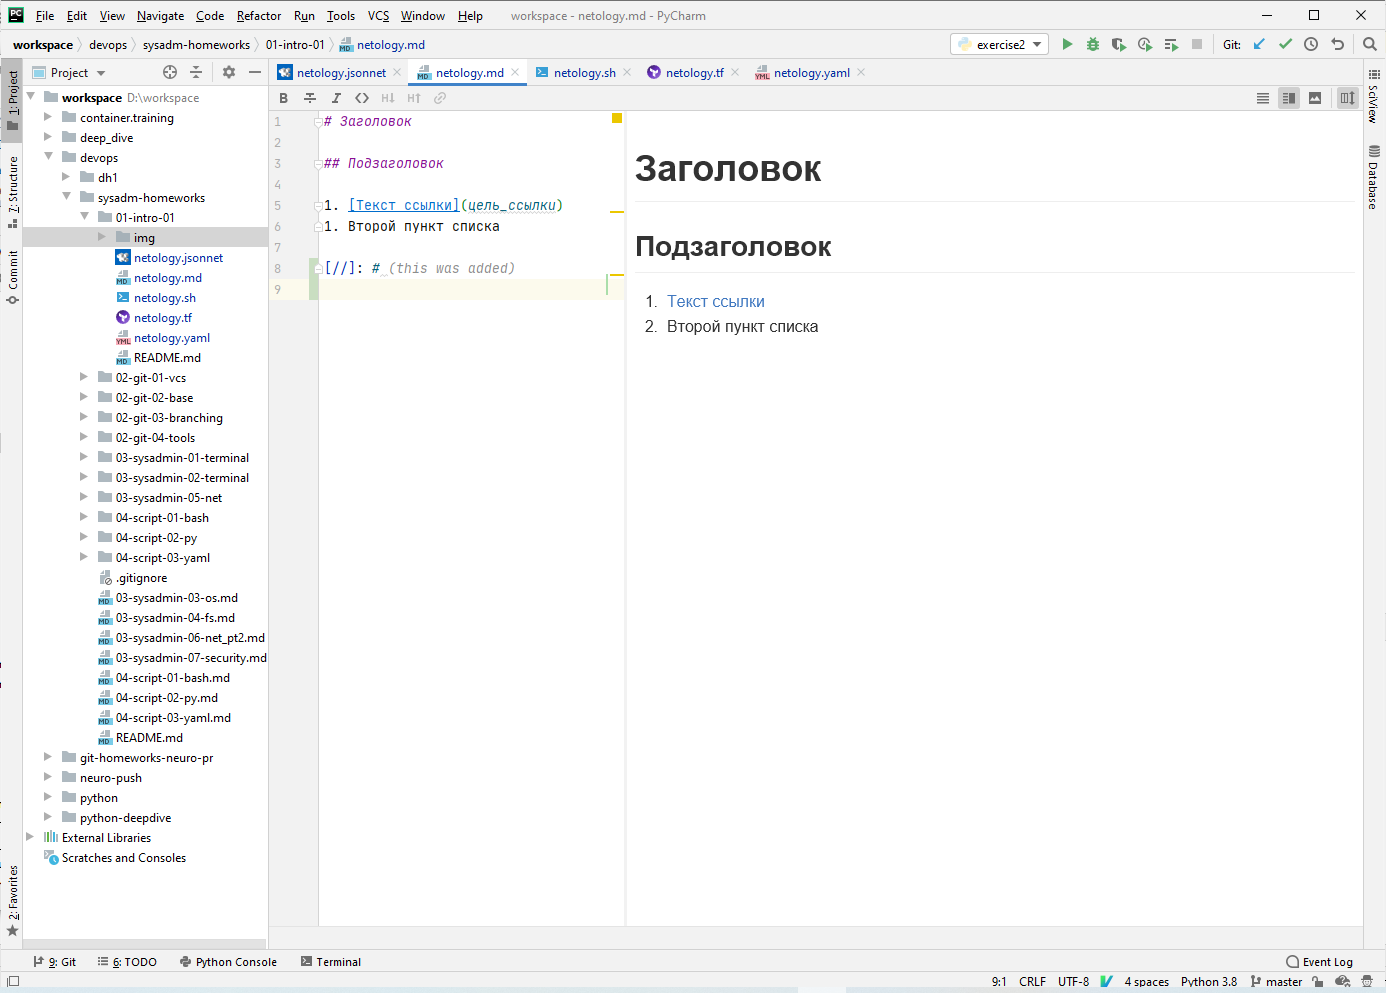 PC File Edit View Navigate Code Refactor Run Tools VCS Window Help workspace - netology.md - PyCharm
workspace devops sysadm-homeworks 01-intro-01 netology.md exercise2 Git:
Project netology.jsonnet netology.md netology.sh netology.tf netology.yaml
1: Project
7: Structure
Commit
2: Favorites
workspace D:\workspace
container.training
deep_dive
devops
dh1
sysadm-homeworks
01-intro-01
img
netology.jsonnet
netology.md
netology.sh
netology.tf
netology.yaml
README.md
02-git-01-vcs
02-git-02-base
02-git-03-branching
02-git-04-tools
03-sysadmin-01-terminal
03-sysadmin-02-terminal
03-sysadmin-05-net
04-script-01-bash
04-script-02-py
04-script-03-yaml
.gitignore
03-sysadmin-03-os.md
03-sysadmin-04-fs.md
03-sysadmin-06-net_pt2.md
03-sysadmin-07-security.md
04-script-01-bash.md
04-script-02-py.md
04-script-03-yaml.md
README.md
git-homeworks-neuro-pr
neuro-push
python
python-deepdive
External Libraries
Scratches and Consoles
B I <> H↓ H↑
1 # Заголовок
2
3 ## Подзаголовок
4
5 1. [Текст ссылки](цель_ссылки)
6 1. Второй пункт списка
7
8 [//]: # (this was added)
9
Заголовок
Подзаголовок
1. Текст ссылки
2. Второй пункт списка
SciView
Database
9: Git 6: TODO Python Console Terminal Event Log
9:1 CRLF UTF-8 4 spaces Python 3.8 master